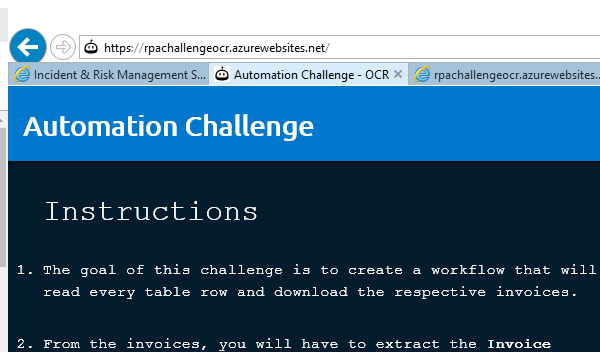 https://rpachallengeocr.azurewebsites.net/
Incident & Risk Management S... Automation Challenge - OCR rpachallengeocr.azurewebsites...
Automation Challenge
Instructions
1. The goal of this challenge is to create a workflow that will
read every table row and download the respective invoices.
2. From the invoices, you will have to extract the Invoice